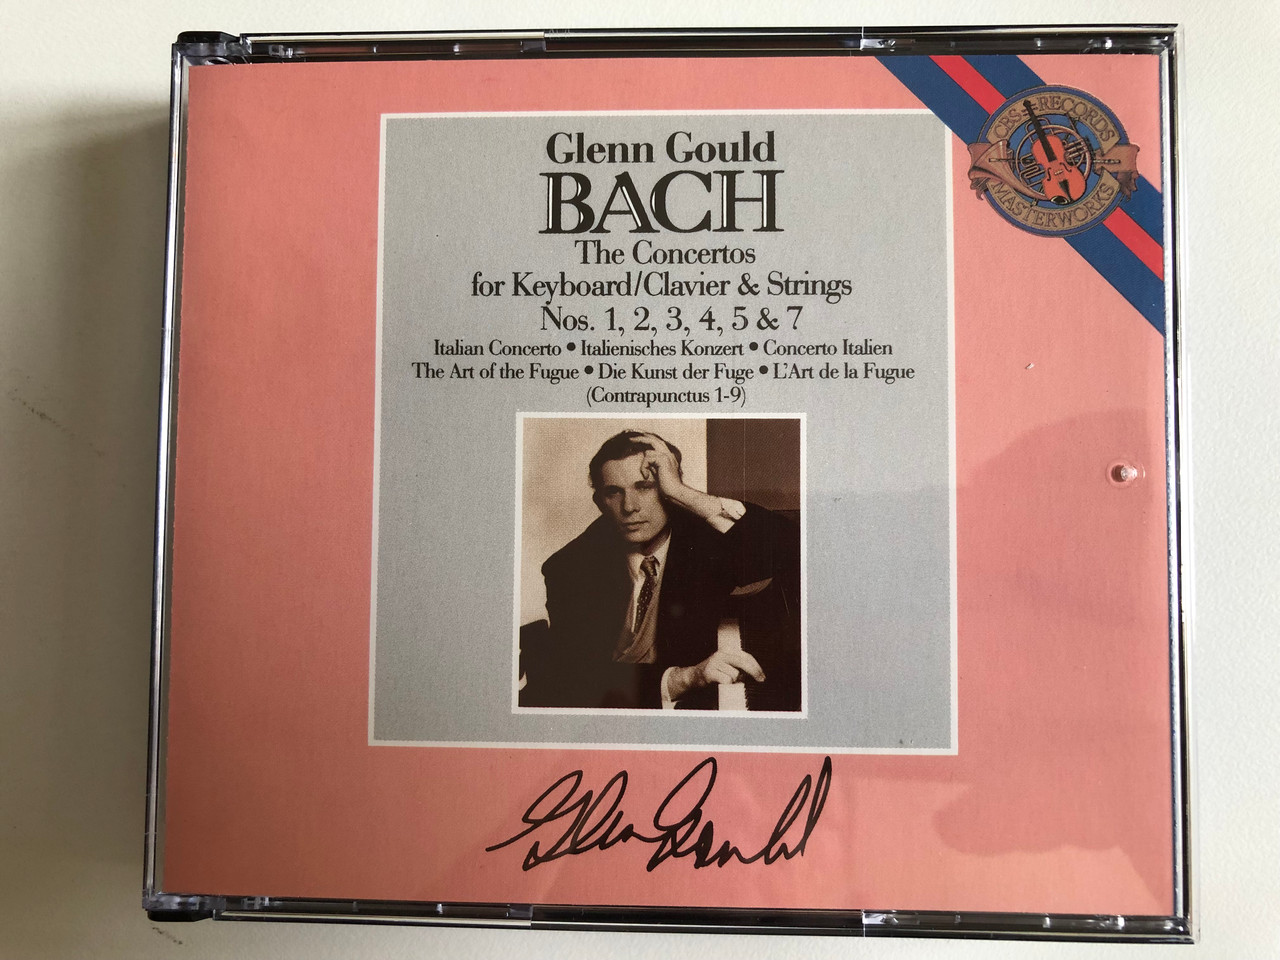 Glenn Gould
BACH
The Concertos
for Keyboard/Clavier & Strings
Nos. 1, 2, 3, 4, 5 & 7
Italian Concerto • Italienisches Konzert • Concerto Italien
The Art of the Fugue • Die Kunst der Fuge • L'Art de la Fugue
(Contrapunctus 1-9)
CBS RECORDS
MASTERWORKS
Glenn Gould